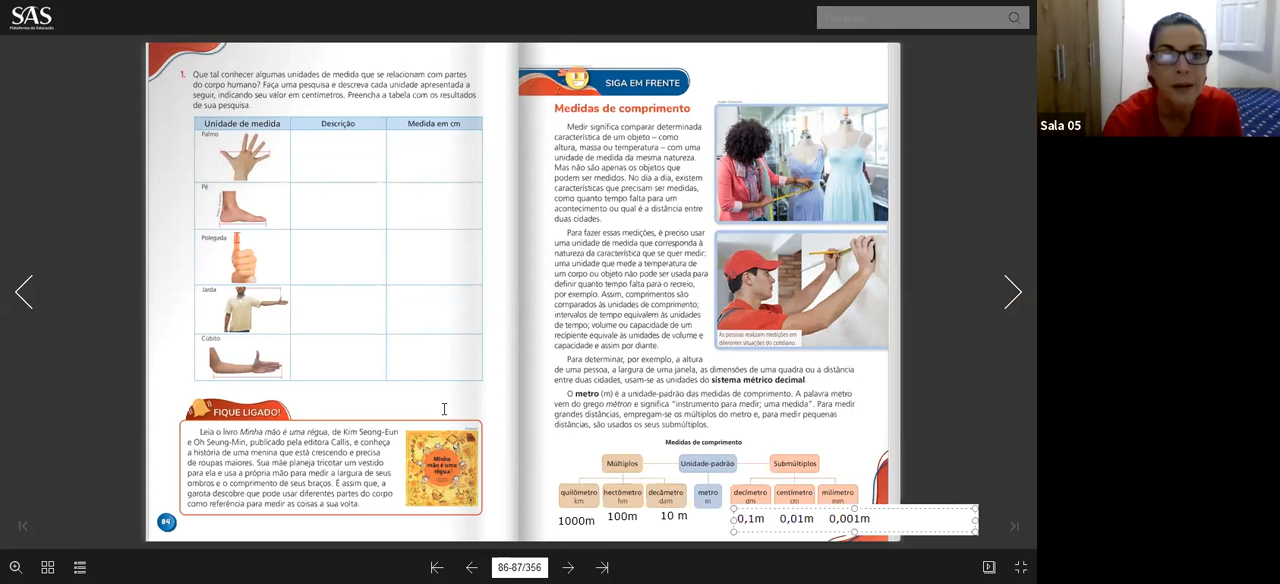 SAS
Plataforma de Educação
Pesquisar
Sala 05
1. Que tal conhecer algumas unidades de medida que se relacionam com partes
do corpo humano? Faça uma pesquisa e descreva cada unidade apresentada a
seguir, indicando seu valor em centímetros. Preencha a tabela com os resultados
de sua pesquisa.
Unidade de medida Descrição Medida em cm
Palmo
Pé
Polegada
Jarda
Cúbito
FIQUE LIGADO!
Leia o livro Minha mão é uma régua, de Kim Seong-Eun
e Oh Seung-Min, publicado pela editora Callis, e conheça
a história de uma menina que está crescendo e precisa
de roupas maiores. Sua mãe planeja tricotar um vestido
para ela e usa a própria mão para medir a largura de seus
ombros e o comprimento de seus braços. É assim que, a
garota descobre que pode usar diferentes partes do corpo
como referência para medir as coisas a sua volta.
Minha
mão é uma
régua
84
SIGA EM FRENTE
Medidas de comprimento
Medir significa comparar determinada
característica de um objeto – como
altura, massa ou temperatura – com uma
unidade de medida da mesma natureza.
Mas não são apenas os objetos que
podem ser medidos. No dia a dia, existem
características que precisam ser medidas,
como quanto tempo falta para um
acontecimento ou qual é a distância entre
duas cidades.
Para fazer essas medições, é preciso usar
uma unidade de medida que corresponda à
natureza da característica que se quer medir:
uma unidade que mede a temperatura de
um corpo ou objeto não pode ser usada para
definir quanto tempo falta para o recreio,
por exemplo. Assim, comprimentos são
comparados às unidades de comprimento;
intervalos de tempo equivalem às unidades
de tempo; volume ou capacidade de um
recipiente equivale às unidades de volume e
capacidade e assim por diante.
As pessoas realizam medições em
diferentes situações do cotidiano.
Para determinar, por exemplo, a altura
de uma pessoa, a largura de uma janela, as dimensões de uma quadra ou a distância
entre duas cidades, usam-se as unidades do sistema métrico decimal.
O metro (m) é a unidade-padrão das medidas de comprimento. A palavra metro
vem do grego métron e significa “instrumento para medir; uma medida”. Para medir
grandes distâncias, empregam-se os múltiplos do metro e, para medir pequenas
distâncias, são usados os seus submúltiplos.
Medidas de comprimento
Múltiplos Unidade-padrão Submúltiplos
quilômetro hectômetro decâmetro metro decímetro centímetro milímetro
km hm dam m dm cm mm
1000m 100m 10 m 0,1m 0,01m 0,001m
86-87/356